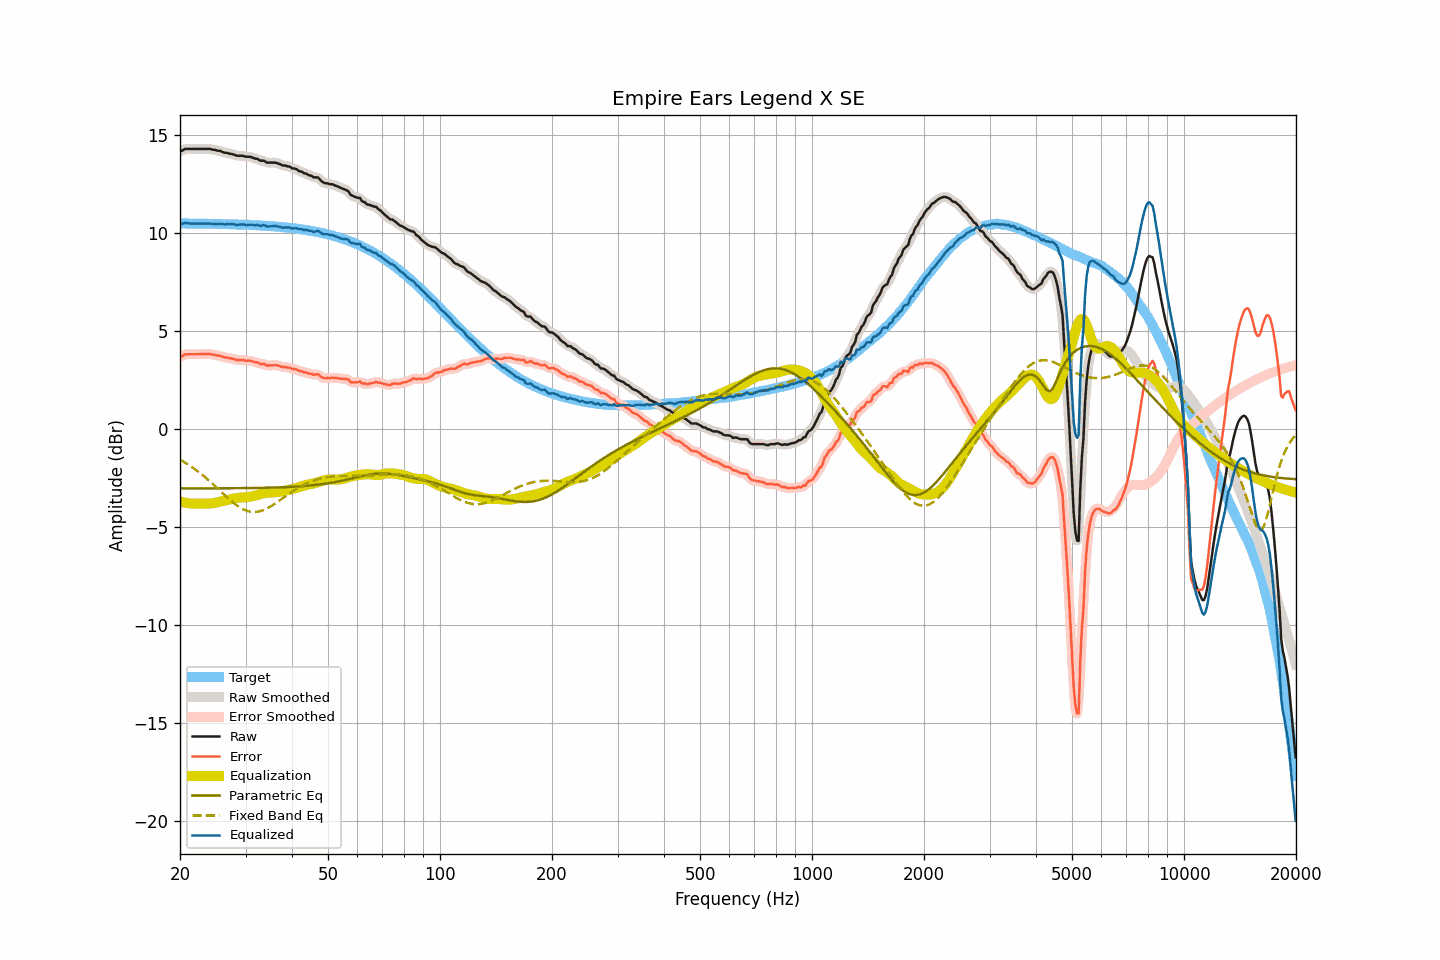 Empire Ears Legend X SE
15
10
5
0
−5
−10
−15
−20
Amplitude (dBr)
Target
Raw Smoothed
Error Smoothed
Raw
Error
Equalization
Parametric Eq
Fixed Band Eq
Equalized
20 50 100 200 500 1000 2000 5000 10000 20000
Frequency (Hz)